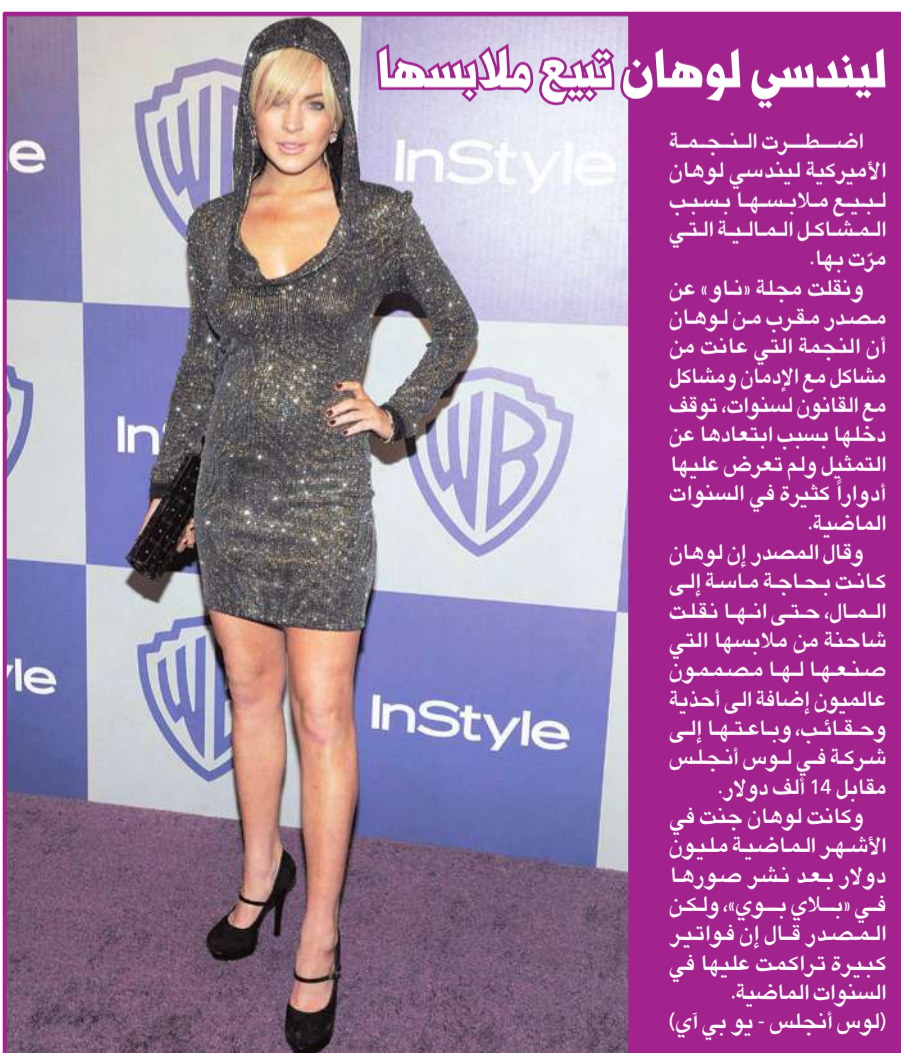 ليندسي لوهان تبيع ملابسها
اضطرت النجمة
الأميركية ليندسي لوهان
لبيع ملابسها بسبب
المشاكل المالية التي
مرّت بها.
ونقلت مجلة «ناو» عن
مصدر مقرب من لوهان
أن النجمة التي عانت من
مشاكل مع الإدمان ومشاكل
مع القانون لسنوات، توقف
دخلها بسبب ابتعادها عن
التمثيل ولم تعرض عليها
أدواراً كثيرة في السنوات
الماضية.
وقال المصدر إن لوهان
كانت بحاجة ماسة إلى
المال، حتى انها نقلت
شاحنة من ملابسها التي
صنعها لها مصممون
عالميون إضافة الى أحذية
وحقائب، وباعتها إلى
شركة في لوس أنجلس
مقابل 14 ألف دولار.
وكانت لوهان جنت في
الأشهر الماضية مليون
دولار بعد نشر صورها
في «بلاي بوي»، ولكن
المصدر قال إن فواتير
كبيرة تراكمت عليها في
السنوات الماضية.
(لوس أنجلس - يو بي آي)
e
WB
InStyle
In
WB
le
WB
InStyle